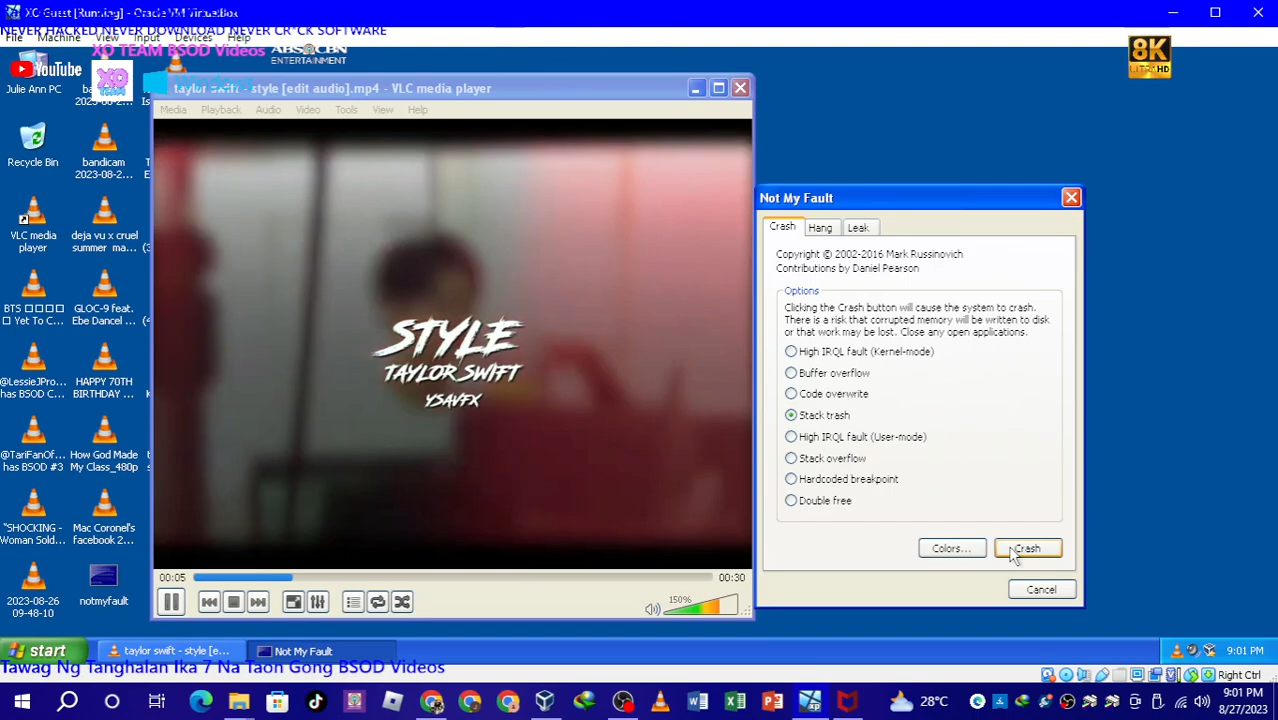 XO Guest [Running] - Oracle VM VirtualBox
NEVER HACKED NEVER DOWNLOAD NEVER CR*CK SOFTWARE
File Machine View Input Devices Help
XO TEAM BSOD Videos
ABS-CBN
ENTERTAINMENT
8K
ULTRA HD
YouTube
XO
TEAM
Julie Ann PC
Recycle Bin
bandicam
2023-08-2...
VLC media
player
deja vu x cruel
summer ma...
BTS □□□□
□ Yet To C...
GLOC-9 feat.
Ebe Dancel ...
@LessieJPro...
has BSOD C...
HAPPY 70TH
BIRTHDAY ...
@TariFanOf...
has BSOD #3
How God Made
My Class_480p
"SHOCKING -
Woman Sold...
Mac Coronel's
facebook 2...
2023-08-26
09-48-10
notmyfault
taylor swift - style [edit audio].mp4 - VLC media player
Media Playback Audio Video Tools View Help
STYLE
TAYLOR SWIFT
YSAVFX
00:05
00:30
150%
Not My Fault
Crash Hang Leak
Copyright © 2002-2016 Mark Russinovich
Contributions by Daniel Pearson
Options
Clicking the Crash button will cause the system to crash.
There is a risk that corrupted memory will be written to disk
or that work may be lost. Close any open applications.
High IRQL fault (Kernel-mode)
Buffer overflow
Code overwrite
Stack trash
High IRQL fault (User-mode)
Stack overflow
Hardcoded breakpoint
Double free
Colors... Crash
Cancel
start
taylor swift - style [e...
Not My Fault
9:01 PM
Tawag Ng Tanghalan Ika 7 Na Taon Gong BSOD Videos
Right Ctrl
28°C
9:01 PM
8/27/2023